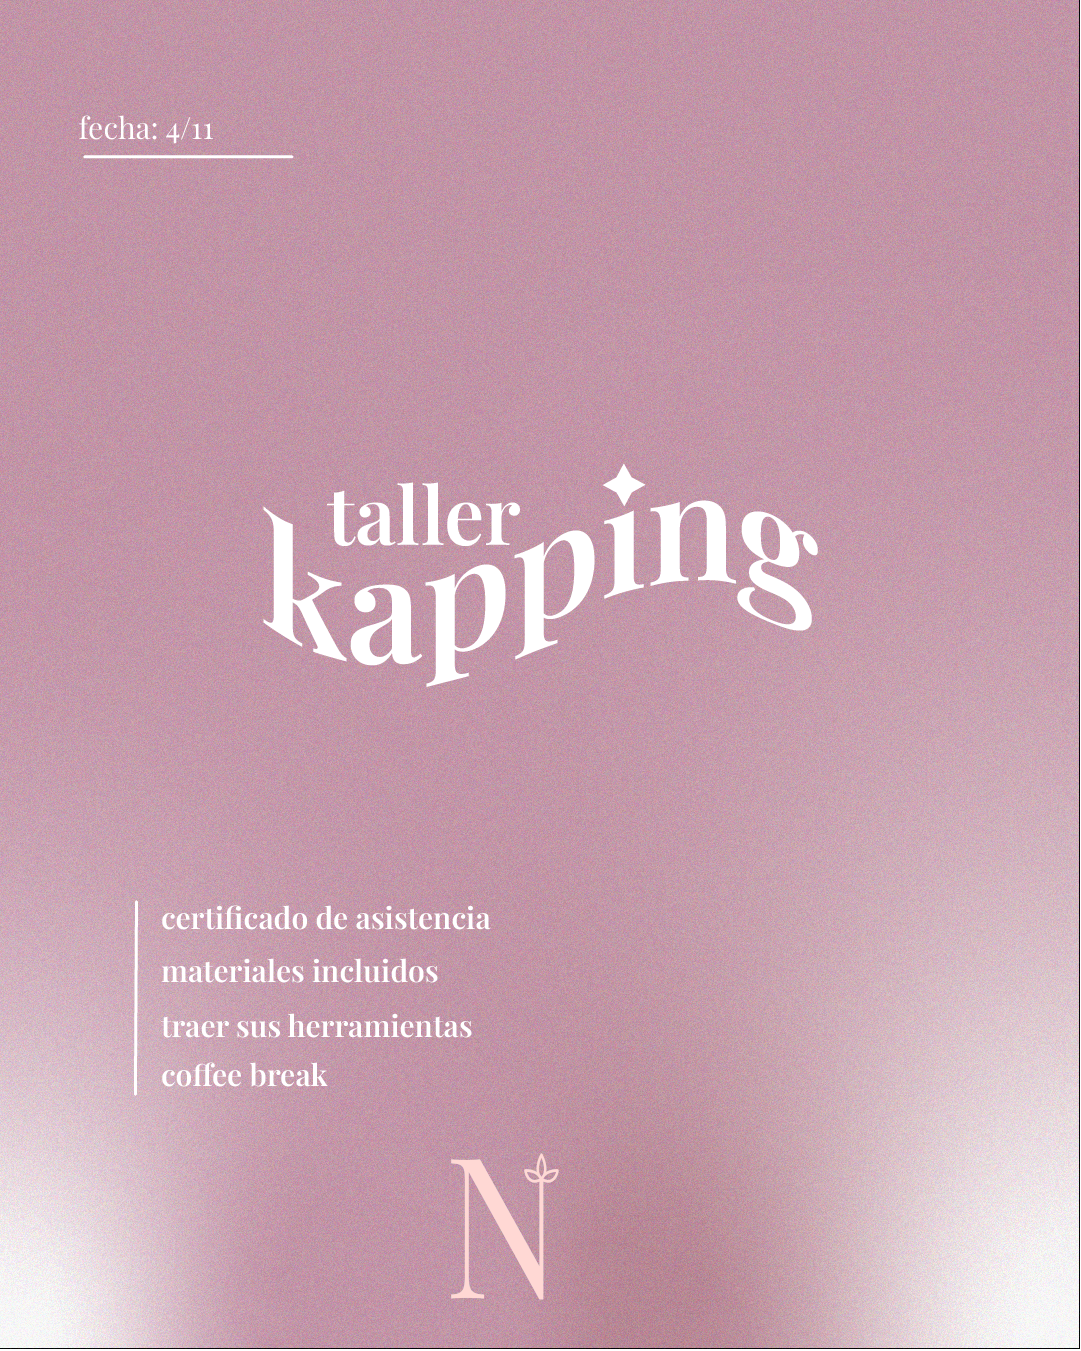 fecha: 4/11
taller
kapping
certificado de asistencia
materiales incluidos
traer sus herramientas
coffee break
N